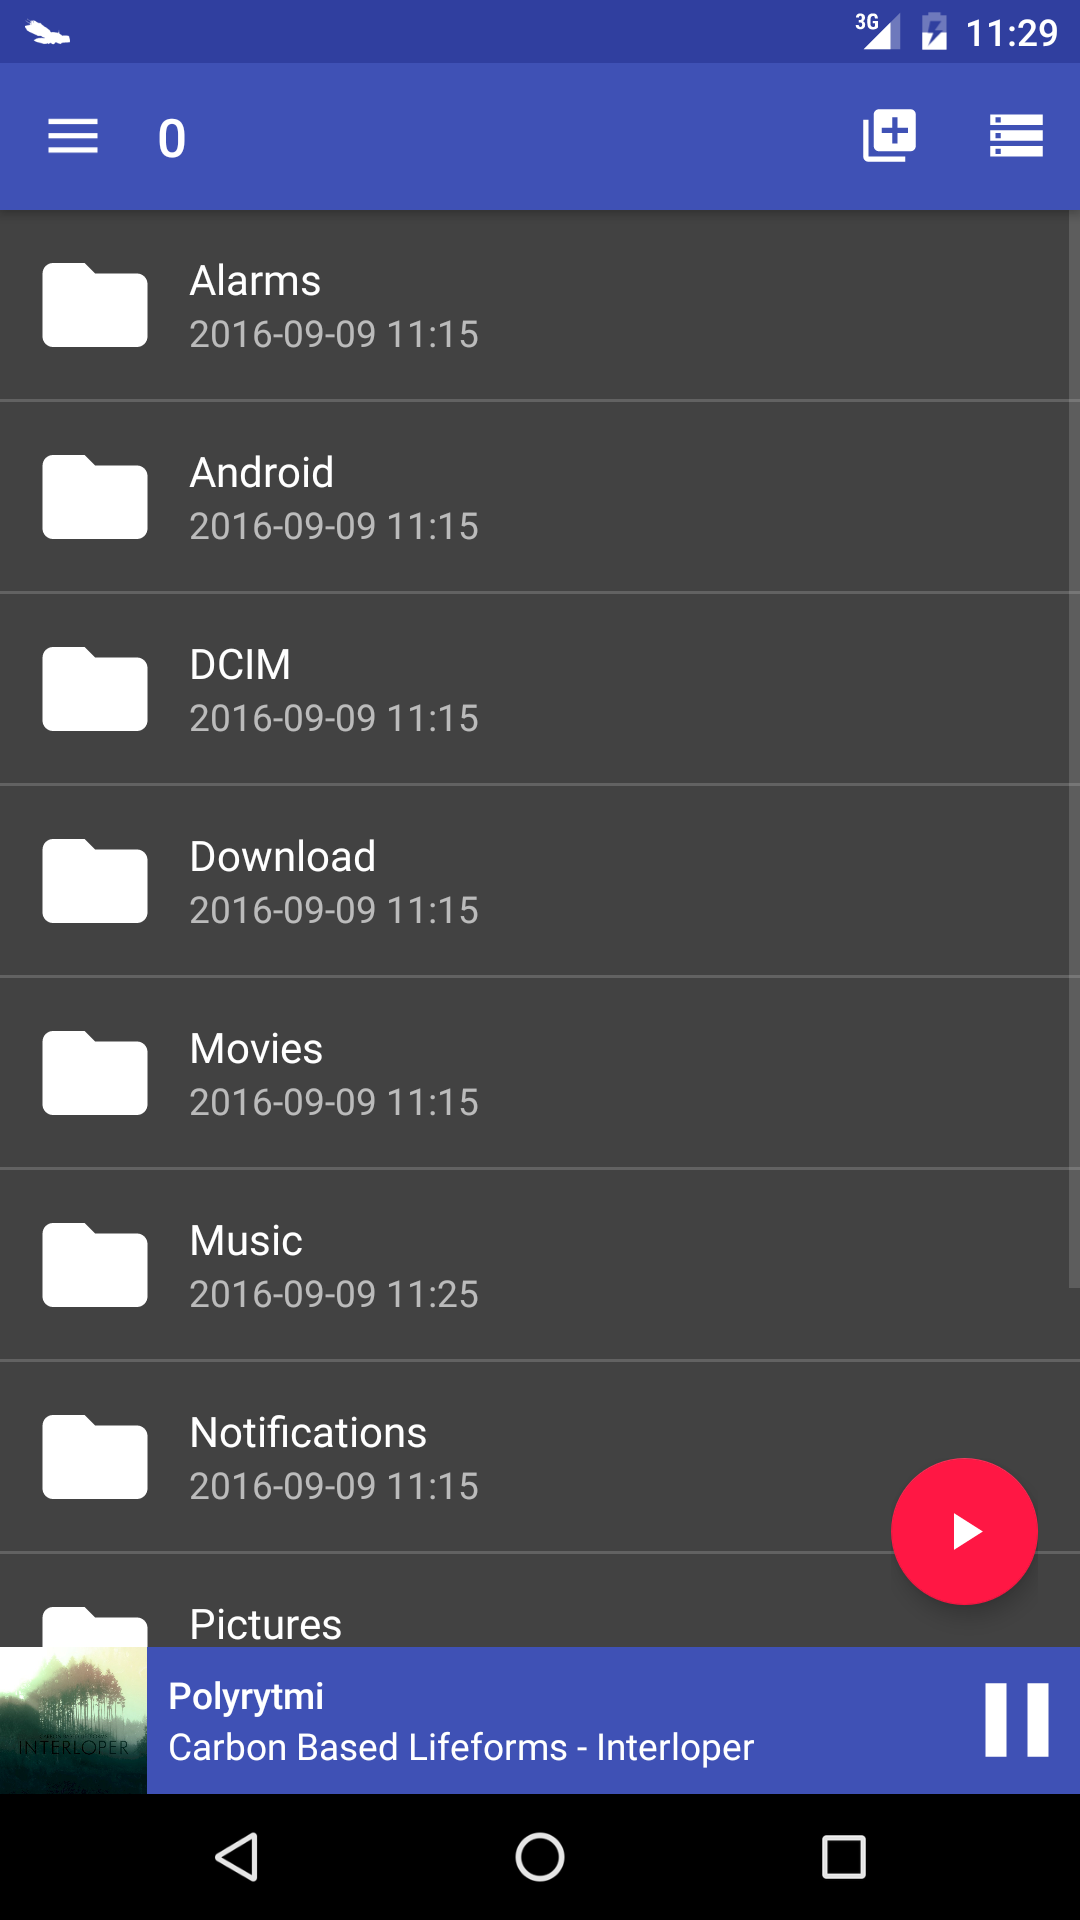 3G 11:29
0
Alarms
2016-09-09 11:15
Android
2016-09-09 11:15
DCIM
2016-09-09 11:15
Download
2016-09-09 11:15
Movies
2016-09-09 11:15
Music
2016-09-09 11:25
Notifications
2016-09-09 11:15
Pictures
INTERLOPER
Polyrytmi
Carbon Based Lifeforms - Interloper